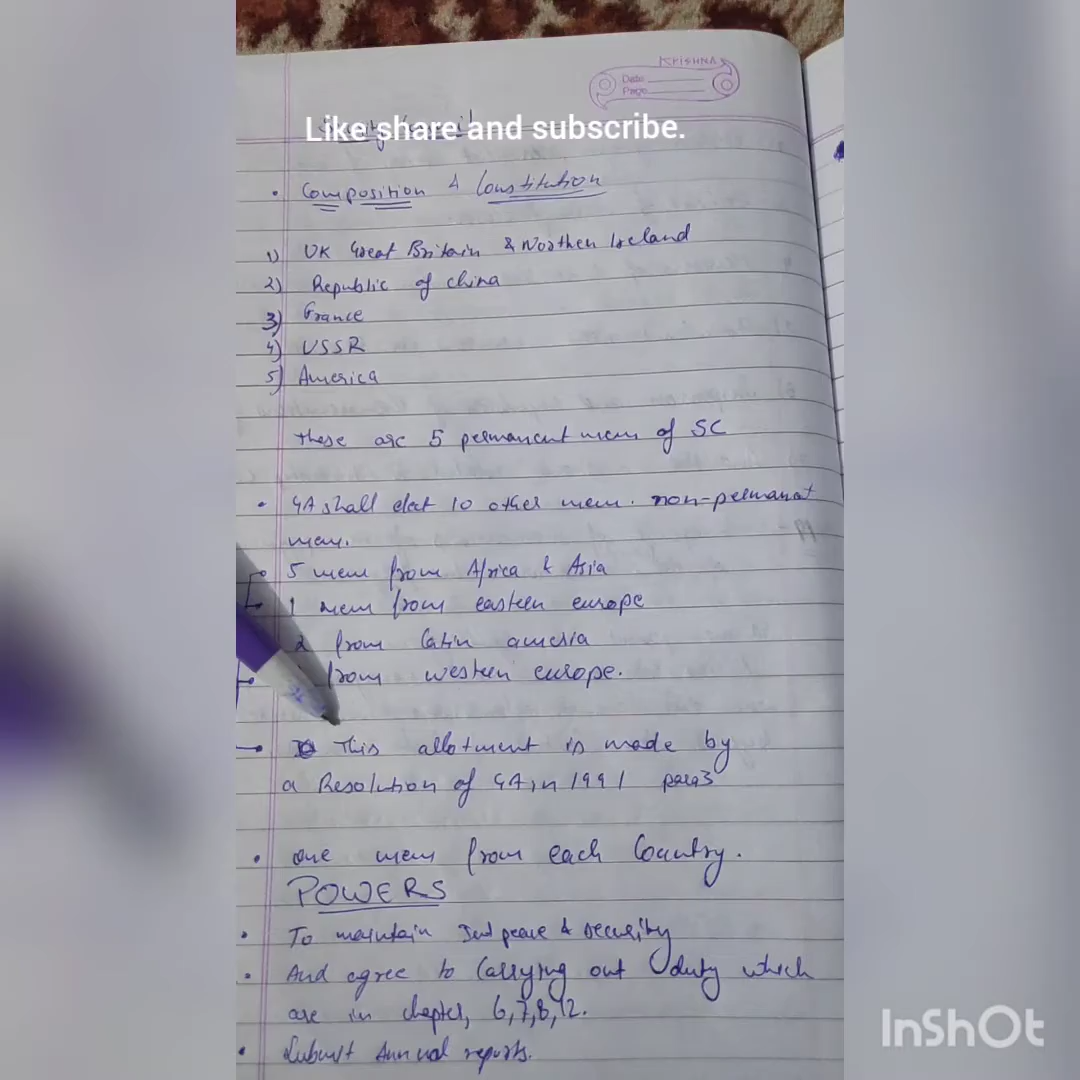 KRISHNA
Date
Page
Like share and subscribe.
• Composition & Constitution
1) UK Great Britain & Northen Ireland
2) Republic of china
3) France
4) USSR
5) America
These are 5 permanent mem of SC
• GA shall elect 10 other mem. non-permanat
mem.
• 5 mem from Africa & Asia
1 mem from eastern europe
2 from Latin ameria
from western europe.
→ This allotment is made by
a Resolution of GA, in 1991 para3
• one mem from each Country.
POWERS
• To maintain Int peace & security
• And agree to Carrying out duty which
are in chapter, 6,7,8,12.
• Submit Annual reports.
InShOt